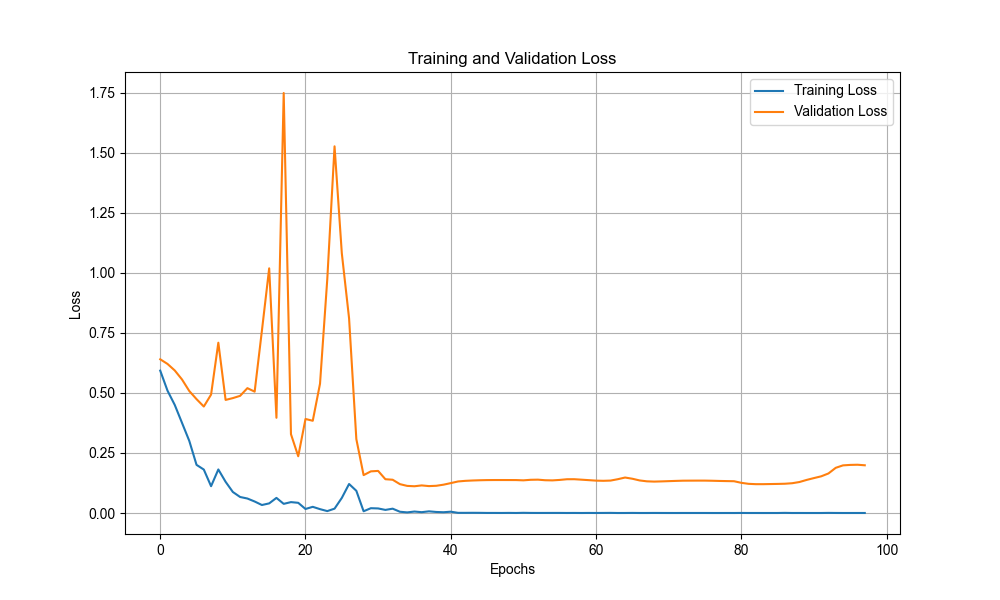 Training and Validation Loss
Training Loss
Validation Loss
1.75
1.50
1.25
1.00
0.75
0.50
0.25
0.00
Loss
0 20 40 60 80 100
Epochs